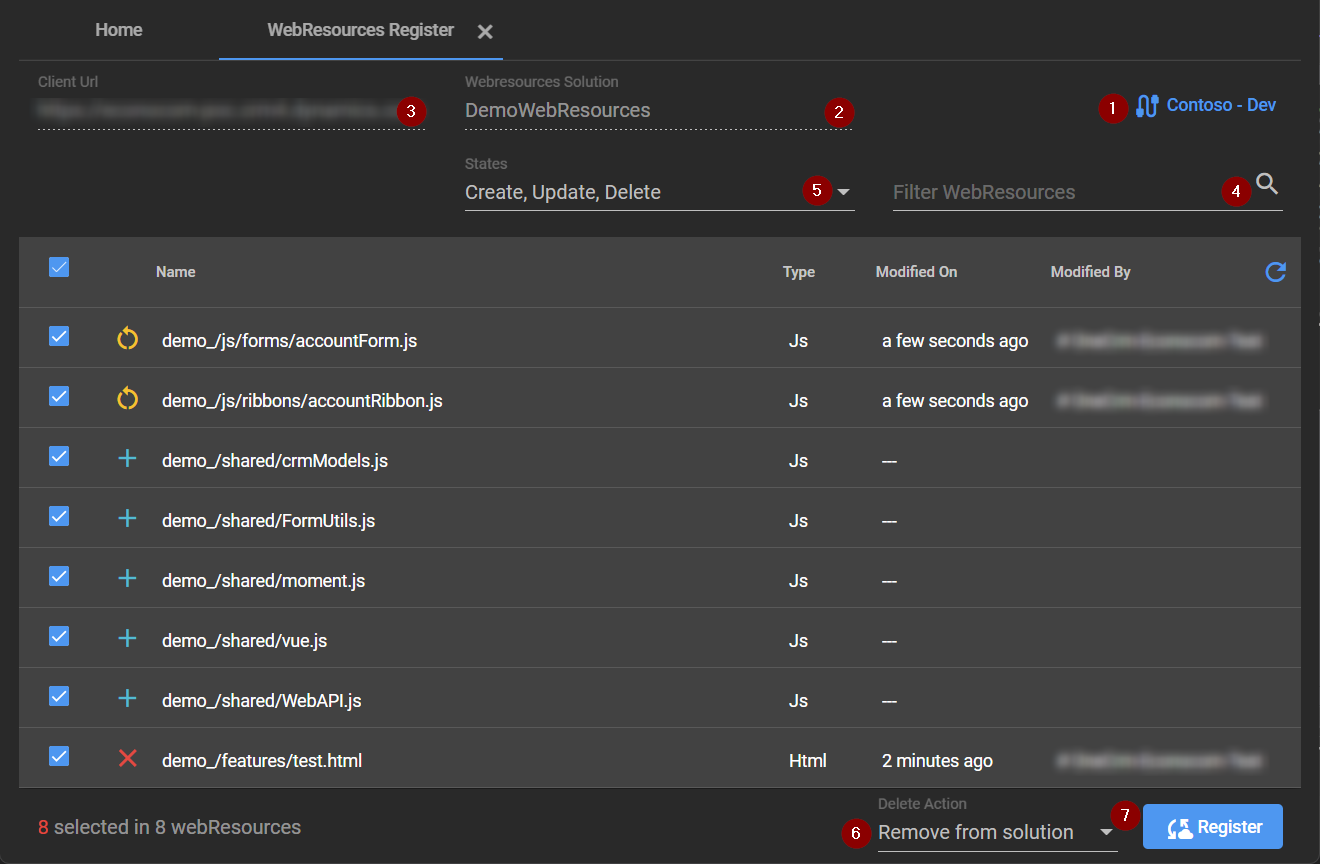 Home WebResources Register
Client Url Webresources Solution
3 DemoWebResources 2 1 Contoso - Dev
States
Create, Update, Delete 5 Filter WebResources 4
Name Type Modified On Modified By
demo_/js/forms/accountForm.js Js a few seconds ago
demo_/js/ribbons/accountRibbon.js Js a few seconds ago
demo_/shared/crmModels.js Js ---
demo_/shared/FormUtils.js Js ---
demo_/shared/moment.js Js ---
demo_/shared/vue.js Js ---
demo_/shared/WebAPI.js Js ---
demo_/features/test.html Html 2 minutes ago
Delete Action
8 selected in 8 webResources 6 Remove from solution 7 Register